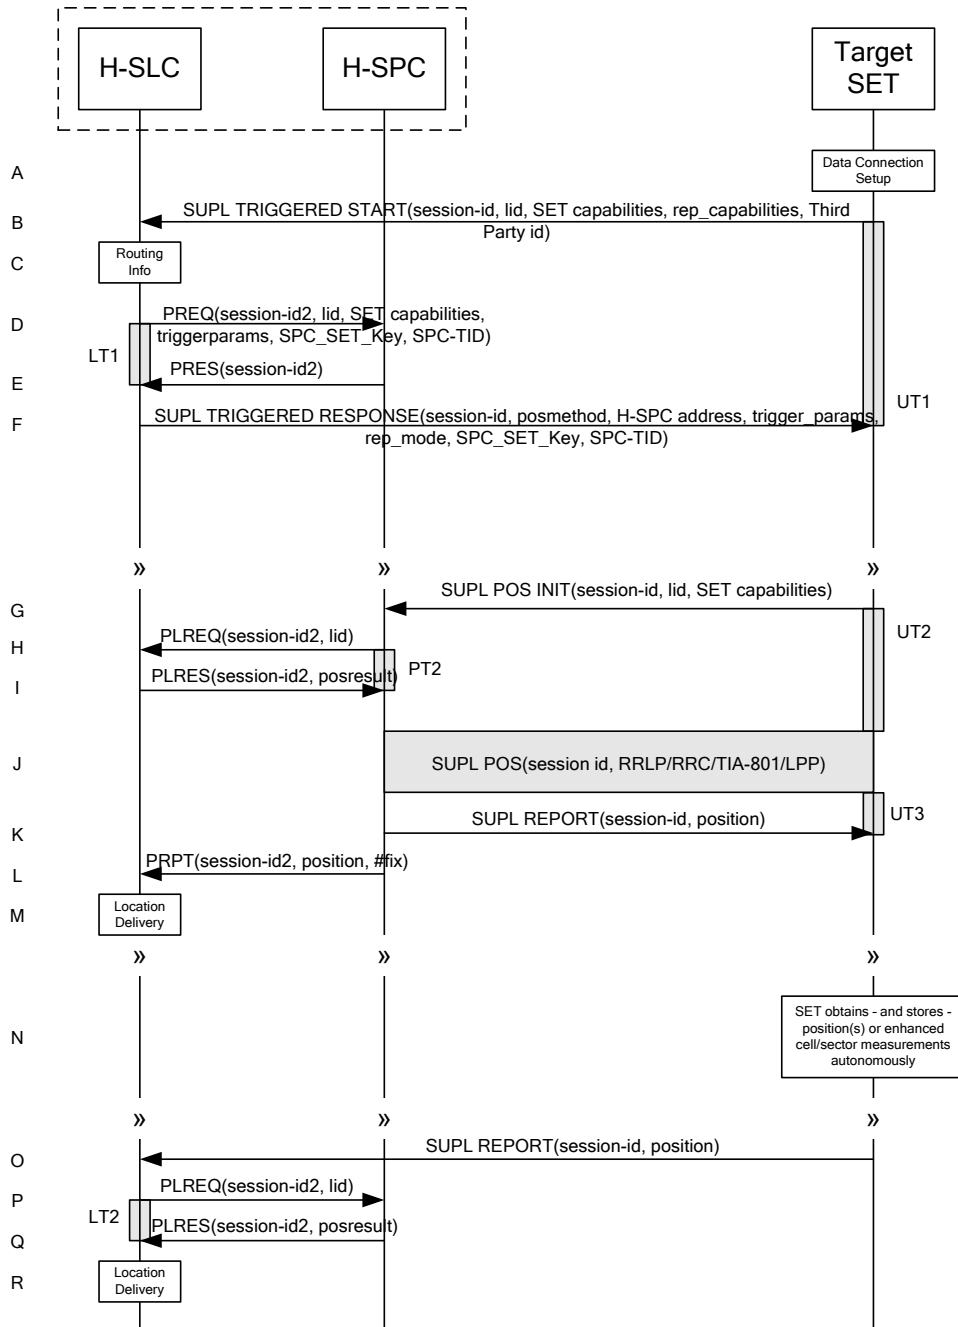 H-SLC
H-SPC
Target
SET
A
Data Connection
Setup
B
SUPL TRIGGERED START(session-id, lid, SET capabilities, rep_capabilities, Third
Party id)
C
Routing
Info
D
PREQ(session-id2, lid, SET capabilities,
triggerparams, SPC_SET_Key, SPC-TID)
LT1
E
PRES(session-id2)
UT1
F
SUPL TRIGGERED RESPONSE(session-id, posmethod, H-SPC address, trigger_params,
rep_mode, SPC_SET_Key, SPC-TID)
» » »
G
SUPL POS INIT(session-id, lid, SET capabilities)
H
PLREQ(session-id2, lid)
UT2
PT2
I
PLRES(session-id2, posresult)
J
SUPL POS(session id, RRLP/RRC/TIA-801/LPP)
UT3
K
SUPL REPORT(session-id, position)
L
PRPT(session-id2, position, #fix)
M
Location
Delivery
» » »
N
SET obtains - and stores -
position(s) or enhanced
cell/sector measurements
autonomously
» » »
O
SUPL REPORT(session-id, position)
P
PLREQ(session-id2, lid)
LT2
Q
PLRES(session-id2, posresult)
R
Location
Delivery